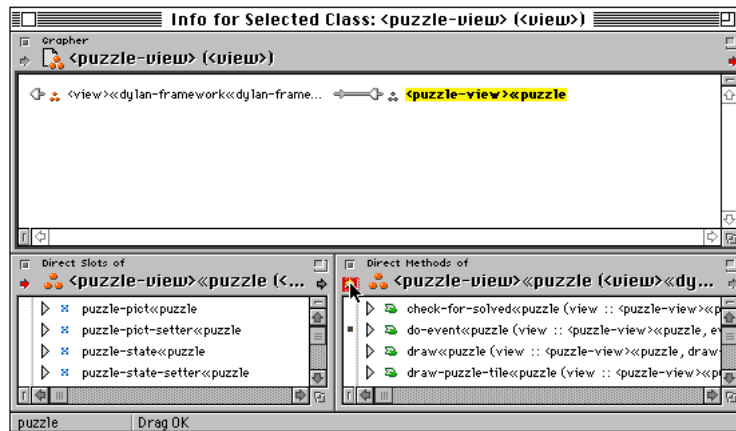 Info for Selected Class: <puzzle-view> (<view>)
Grapher
<puzzle-view> (<view>)
<view>«dylan-framework«dylan-frame...
<puzzle-view>«puzzle
Direct Slots of
<puzzle-view>«puzzle (<...
puzzle-pict«puzzle
puzzle-pict-setter«puzzle
puzzle-state«puzzle
puzzle-state-setter«puzzle
Direct Methods of
<puzzle-view>«puzzle (<view>«dy...
check-for-solved«puzzle (view :: <puzzle-view>«p
do-event«puzzle (view :: <puzzle-view>«puzzle, e
draw«puzzle (view :: <puzzle-view>«puzzle, draw-
draw-puzzle-tile«puzzle (view :: <puzzle-view>«p
puzzle
Drag OK